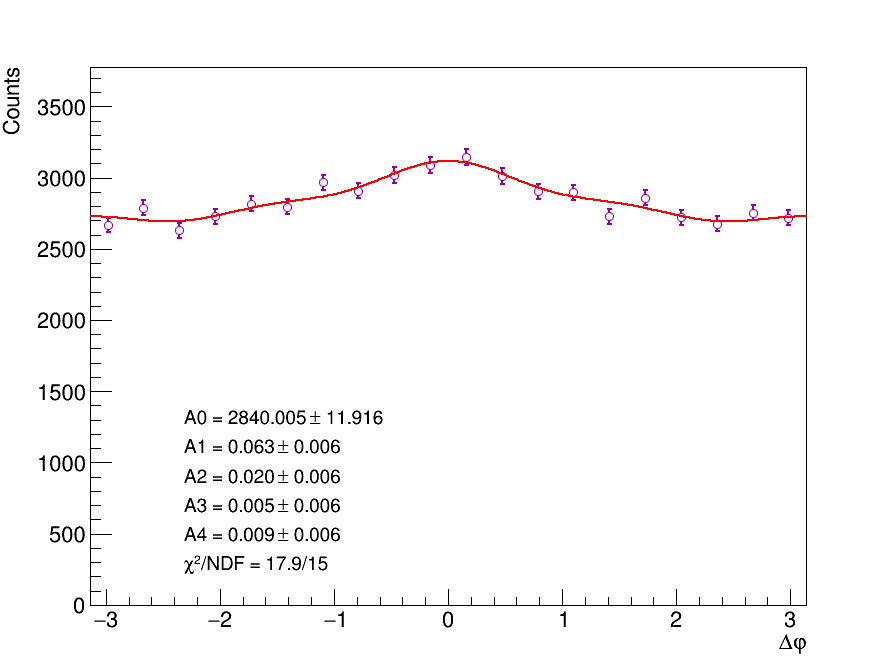 Counts
3500
3000
2500
2000
1500
1000
500
0
A0 = 2840.005± 11.916
A1 = 0.063± 0.006
A2 = 0.020± 0.006
A3 = 0.005± 0.006
A4 = 0.009± 0.006
χ²/NDF = 17.9/15
−3 −2 −1 0 1 2 3
Δφ